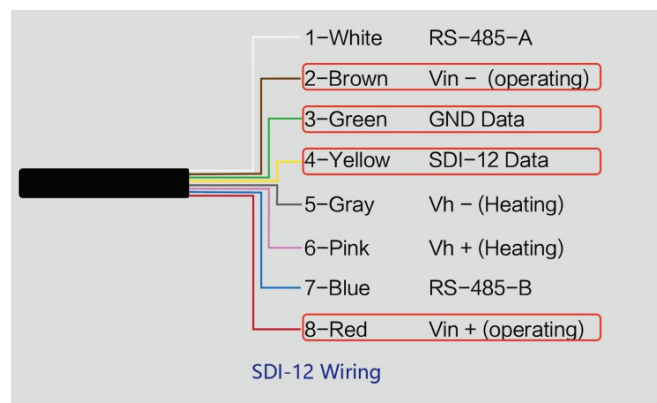 1-White RS-485-A
2-Brown Vin - (operating)
3-Green GND Data
4-Yellow SDI-12 Data
5-Gray Vh - (Heating)
6-Pink Vh + (Heating)
7-Blue RS-485-B
8-Red Vin + (operating)
SDI-12 Wiring